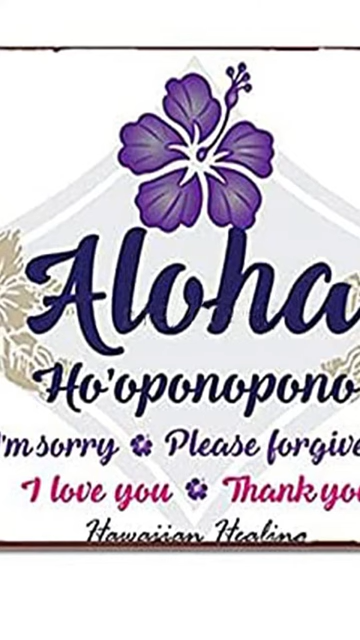 Aloha
Ho'oponopono
I'm sorry Please forgive
I love you Thank you
Hawaiian Healing